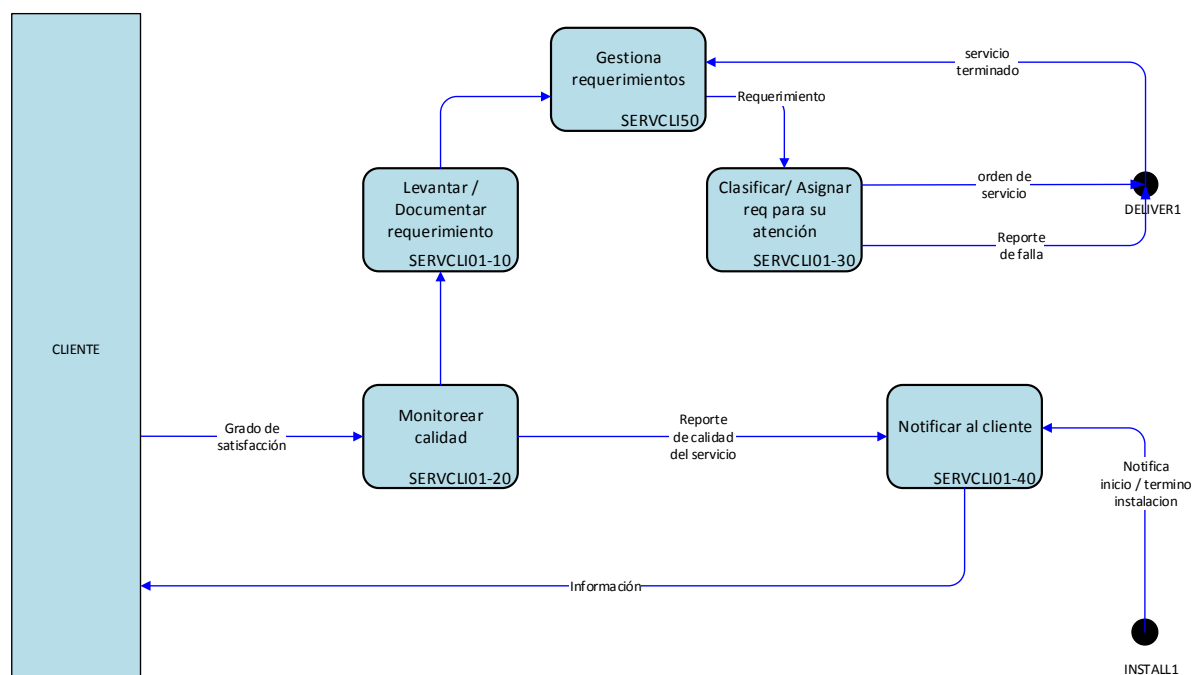 Gestiona
requerimientos
SERVCLI50
servicio
terminado
Requerimiento
Levantar /
Documentar
requerimiento
SERVCLI01-10
Clasificar/ Asignar
req para su
atención
SERVCLI01-30
orden de
servicio
DELIVER1
Reporte
de falla
CLIENTE
Grado de
satisfacción
Monitorear
calidad
SERVCLI01-20
Reporte
de calidad
del servicio
Notificar al cliente
SERVCLI01-40
Notifica
inicio / termino
instalacion
Información
INSTALL1